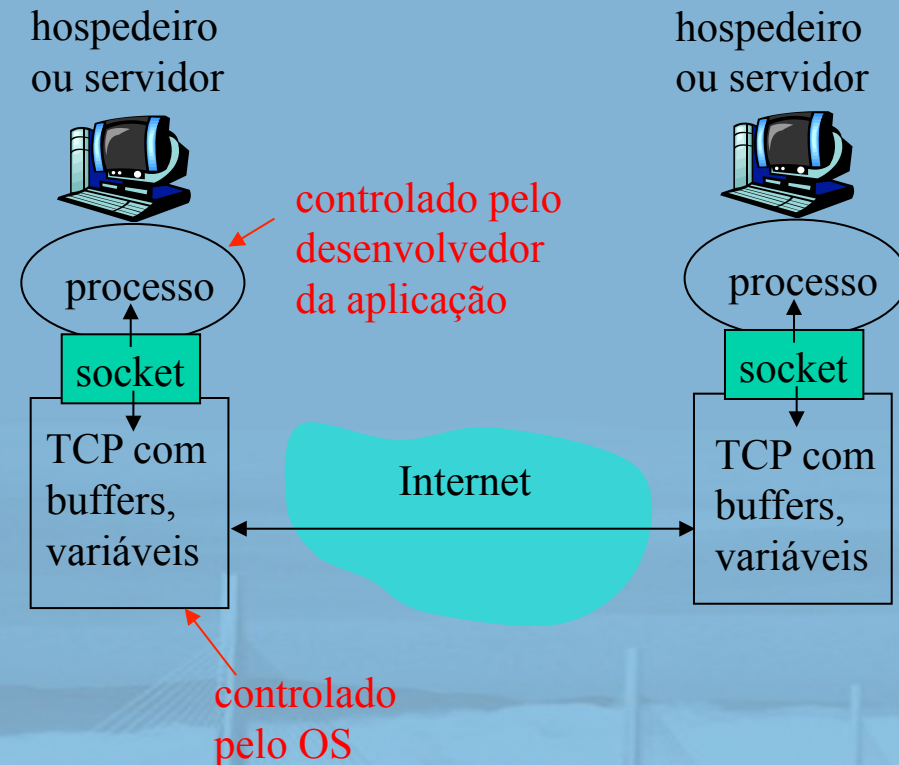 hospedeiro
ou servidor
hospedeiro
ou servidor
controlado pelo
desenvolvedor
da aplicação
processo
processo
socket
socket
TCP com
buffers,
variáveis
Internet
TCP com
buffers,
variáveis
controlado
pelo OS